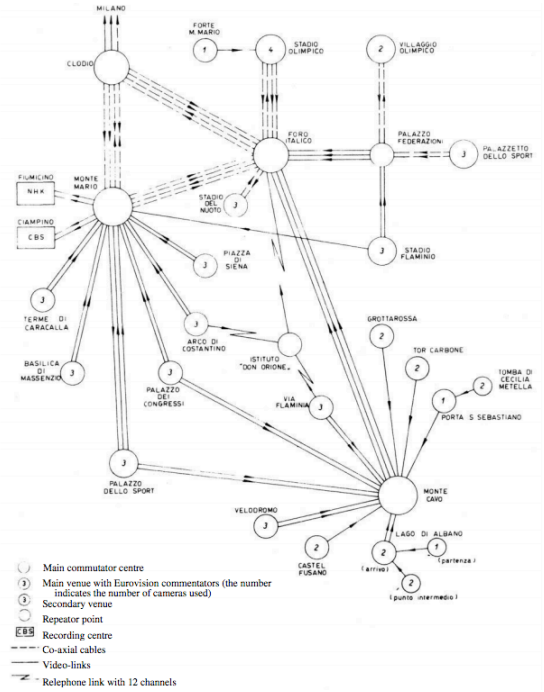 MILANO
CLODIO
FORTE
M. MARIO
1
4
STADIO
OLIMPICO
2
VILLAGGIO
OLIMPICO
FORO
ITALICO
PALAZZO
FEDERAZIONI
3
PALAZZETTO
DELLO SPORT
FIUMICINO
NHK
MONTE
MARIO
CIAMPINO
CBS
STADIO
DEL
NUOTO
3
3
STADIO
FLAMINIO
PIAZZA
DI
SIENA
3
3
TERME DI
CARACALLA
3
ARCO DI
COSTANTINO
GROTTAROSSA
2
TOR CARBONE
2
BASILICA
DI
MASSENZIO
3
3
PALAZZO
DEI
CONGRESSI
ISTITUTO
"DON ORIONE"
VIA
FLAMINIA
3
TOMBA DI
CECILIA
METELLA
2
1
PORTA S SEBASTIANO
3
PALAZZO
DELLO SPORT
MONTE
CAVO
VELODROMO
3
2
CASTEL
FUSANO
LAGO DI ALBANO
2
(arrivo)
1
(partenza)
2
(punto intermedio)
Main commutator centre
3 Main venue with Eurovision commentators (the number
indicates the number of cameras used)
3 Secondary venue
Repeator point
CBS Recording centre
Co-axial cables
Video-links
Relephone link with 12 channels